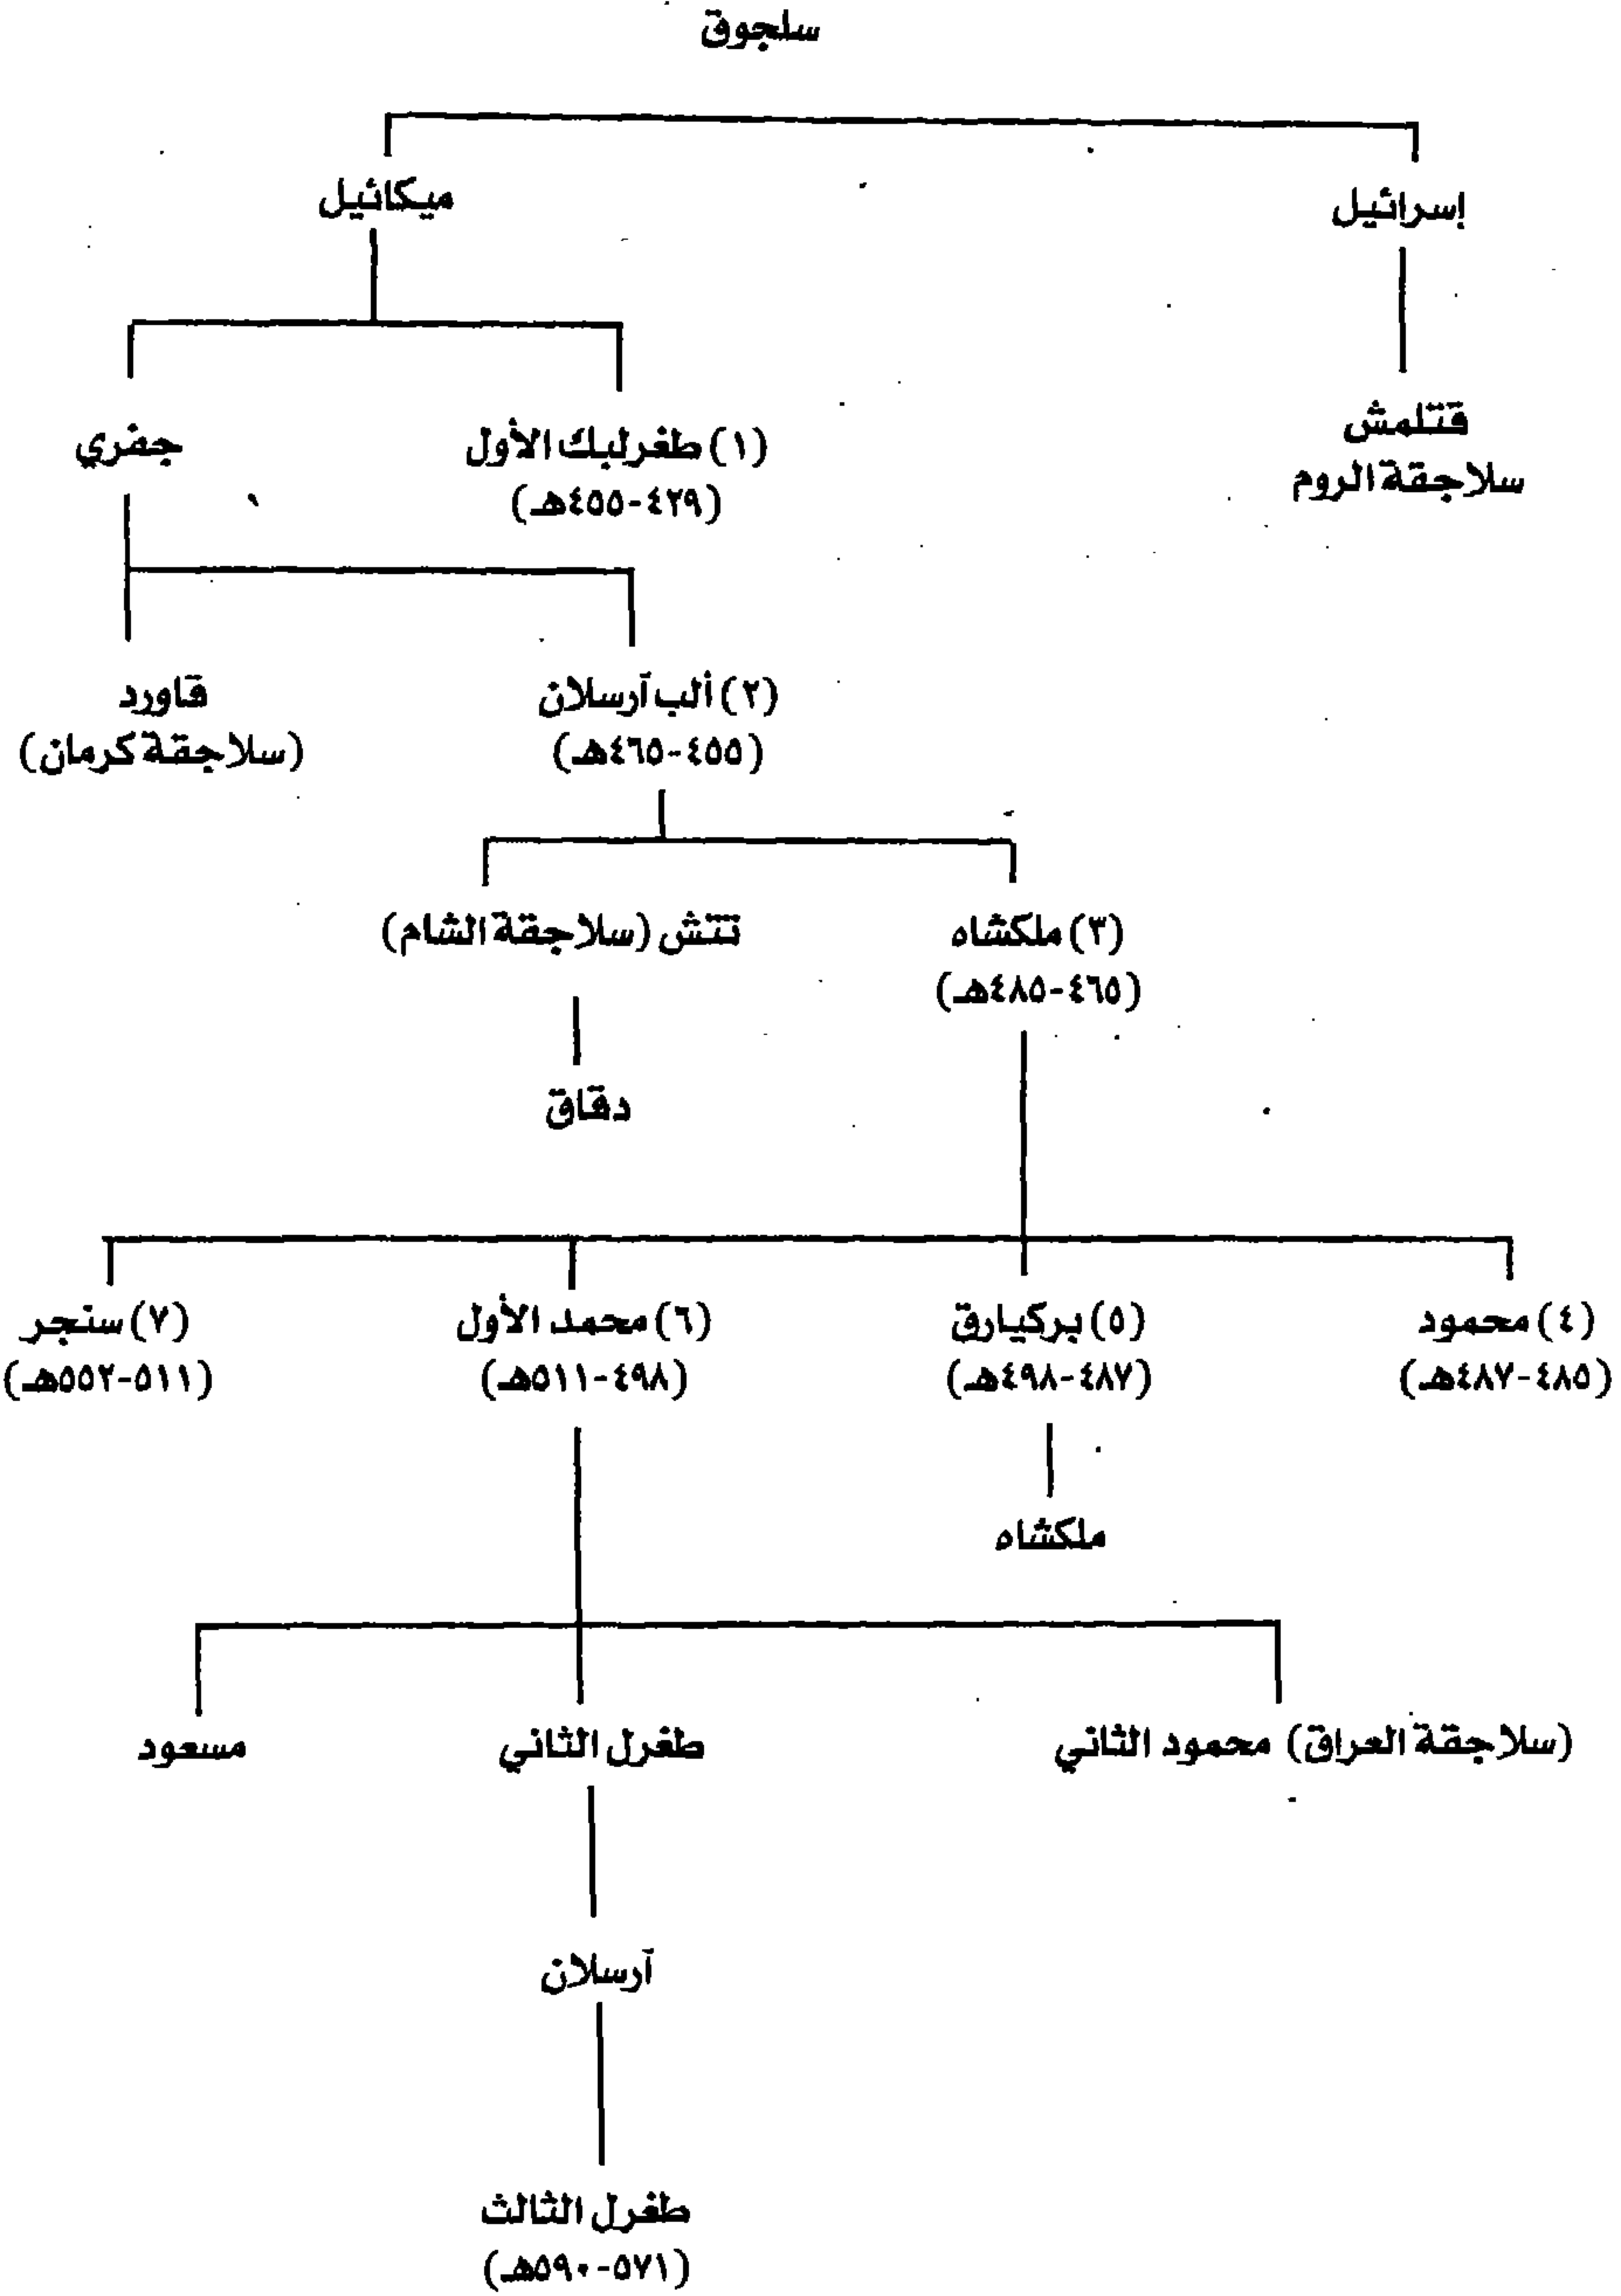 سلجوق
إسرائيل
ميكائيل
قتلمش
سلاجقة الروم
(١) طغرلبك الأول
(٤٢٩-٤٥٥هـ)
جغري
(٢) ألب آرسلان
(٤٥٥-٤٦٥هـ)
قاورد
(سلاجقة كرمان)
(٣) ملكشاه
(٤٦٥-٤٨٥هـ)
تتش (سلاجقة الشام)
دقاق
(٤) محمود
(٤٨٥-٤٨٧هـ)
(٥) بركيارق
(٤٨٧-٤٩٨هـ)
(٦) محمد الأول
(٤٩٨-٥١١هـ)
(٧) سنجر
(٥١١-٥٥٢هـ)
ملكشاه
(سلاجقة العراق) محمود الثاني
طغرل الثاني
مسعود
آرسلان
طغرل الثالث
(٥٧١-٥٩٠هـ)